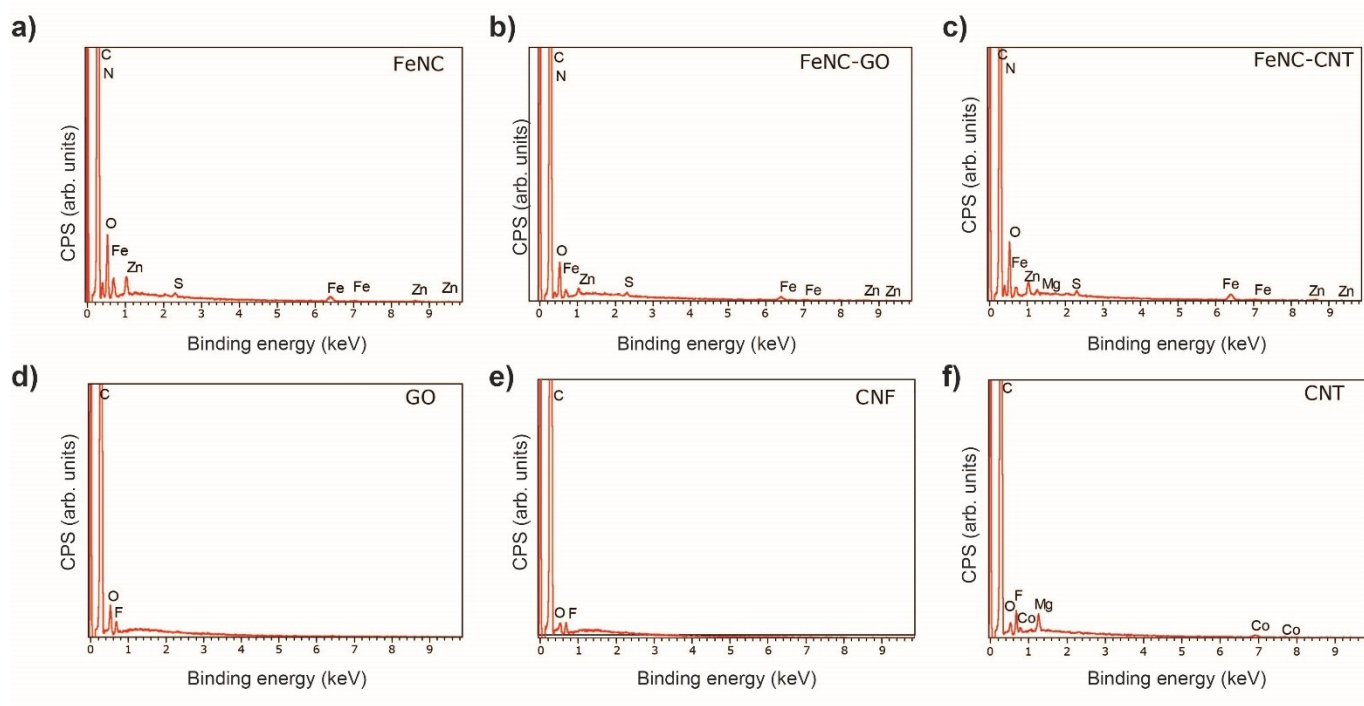 a)
FeNC
C
N
O
Fe
Zn
S
Fe
Fe
Zn
Zn
CPS (arb. units)
0 1 2 3 4 5 6 7 8 9
Binding energy (keV)
b)
FeNC-GO
C
N
O
Fe
Zn
S
Fe
Fe
Zn
Zn
CPS (arb. units)
0 1 2 3 4 5 6 7 8 9
Binding energy (keV)
c)
FeNC-CNT
C
N
O
Fe
Zn
Mg
S
Fe
Fe
Zn
Zn
CPS (arb. units)
0 1 2 3 4 5 6 7 8 9
Binding energy (keV)
d)
GO
C
O
F
CPS (arb. units)
0 1 2 3 4 5 6 7 8 9
Binding energy (keV)
e)
CNF
C
O F
CPS (arb. units)
0 1 2 3 4 5 6 7 8 9
Binding energy (keV)
f)
CNT
C
F
O
Co
Mg
Co
Co
CPS (arb. units)
0 1 2 3 4 5 6 7 8 9
Binding energy (keV)